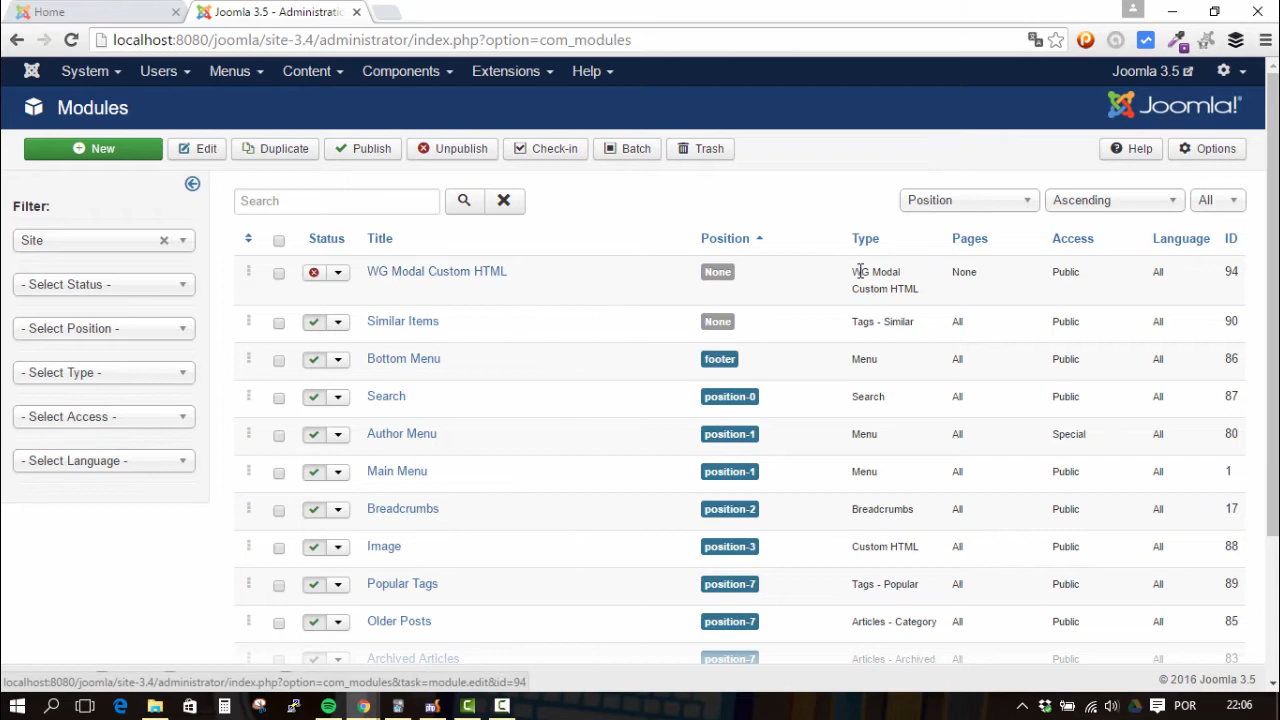 Home
Joomla! 3.5 - Administratio
localhost:8080/joomla/site-3.4/administrator/index.php?option=com_modules
System Users Menus Content Components Extensions Help Joomla 3.5
Modules Joomla!
New Edit Duplicate Publish Unpublish Check-in Batch Trash Help Options
Filter:
Site
- Select Status -
- Select Position -
- Select Type -
- Select Access -
- Select Language -
Search Position Ascending All
Status Title Position Type Pages Access Language ID
WG Modal Custom HTML None WG Modal Custom HTML None Public All 94
Similar Items None Tags - Similar All Public All 90
Bottom Menu footer Menu All Public All 86
Search position-0 Search All Public All 87
Author Menu position-1 Menu All Special All 80
Main Menu position-1 Menu All Public All 1
Breadcrumbs position-2 Breadcrumbs All Public All 17
Image position-3 Custom HTML All Public All 88
Popular Tags position-7 Tags - Popular All Public All 89
Older Posts position-7 Articles - Category All Public All 85
Archived Articles position-7 Articles - Archived All Public All 83
localhost:8080/joomla/site-3.4/administrator/index.php?option=com_modules&task=module.edit&id=94
© 2016 Joomla 3.5
POR 22:06